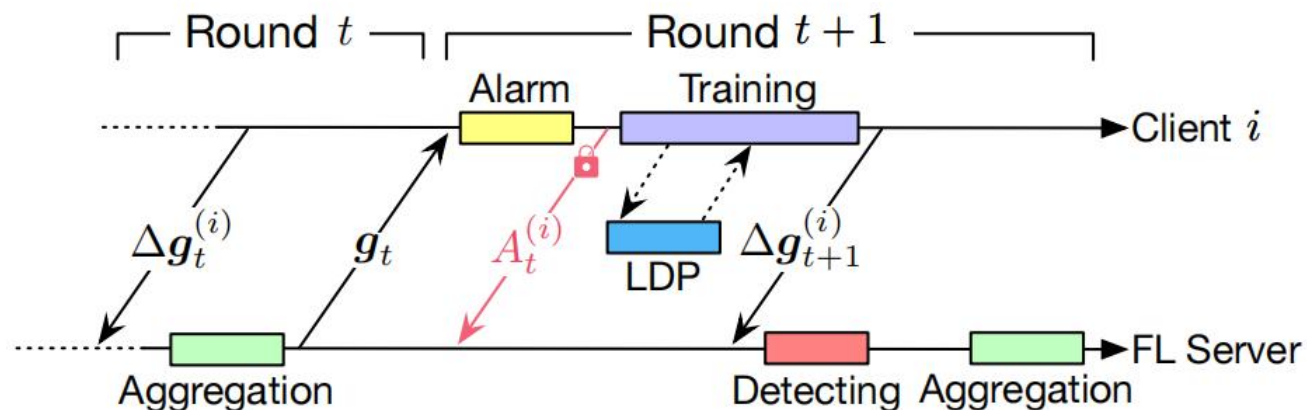 Round t
Round t + 1
Alarm
Training
Client i
Δg_t^{(i)}
g_t
A_t^{(i)}
LDP
Δg_{t+1}^{(i)}
FL Server
Aggregation
Detecting
Aggregation